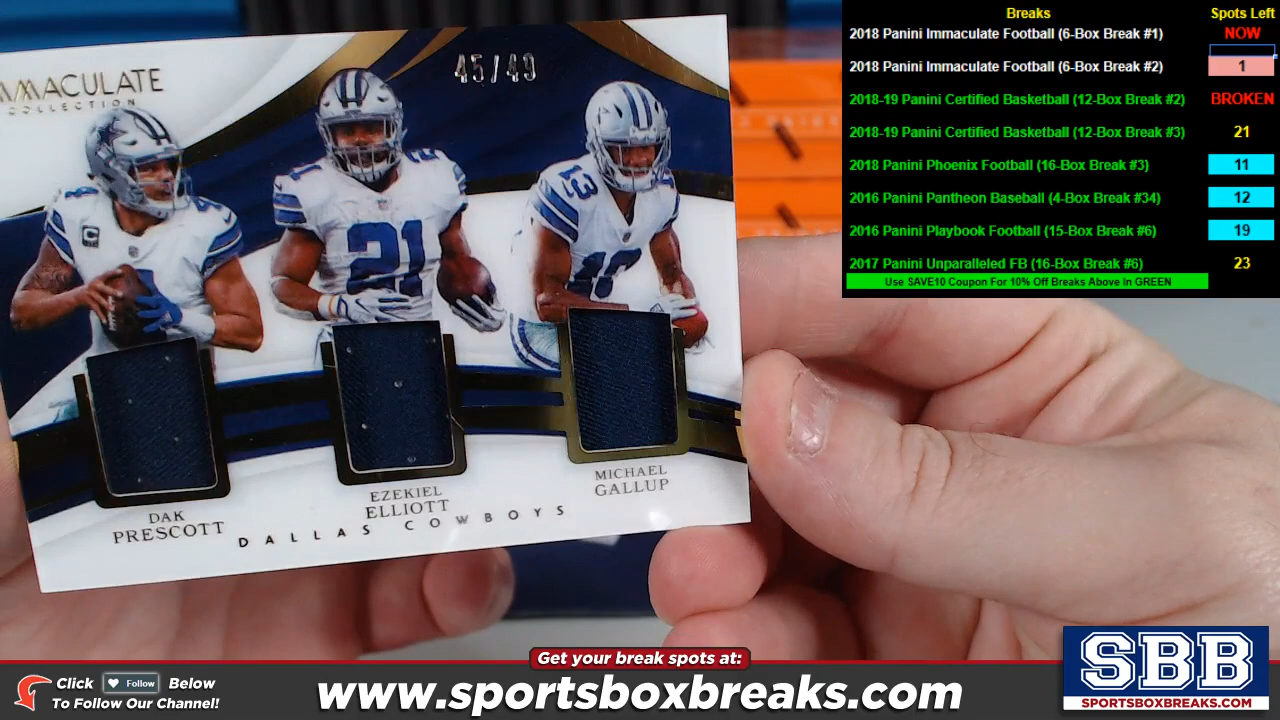 IMMACULATE
COLLECTION
45/49
21
13
DAK
PRESCOTT
EZEKIEL
ELLIOTT
MICHAEL
GALLUP
DALLAS COWBOYS
Breaks Spots Left
2018 Panini Immaculate Football (6-Box Break #1) NOW
2018 Panini Immaculate Football (6-Box Break #2) 1
2018-19 Panini Certified Basketball (12-Box Break #2) BROKEN
2018-19 Panini Certified Basketball (12-Box Break #3) 21
2018 Panini Phoenix Football (16-Box Break #3) 11
2016 Panini Pantheon Baseball (4-Box Break #34) 12
2016 Panini Playbook Football (15-Box Break #6) 19
2017 Panini Unparalleled FB (16-Box Break #6) 23
Use SAVE10 Coupon For 10% Off Breaks Above In GREEN
Get your break spots at:
Click Follow Below
To Follow Our Channel!
www.sportsboxbreaks.com
SBB
SPORTSBOXBREAKS.COM